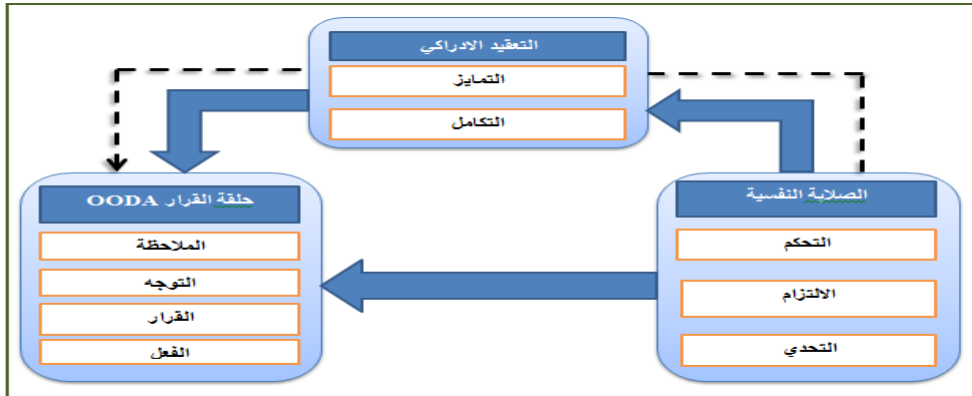 التعقيد الادراكي
التمايز
التكامل
الصلابة النفسية
التحكم
الالتزام
التحدي
حلقة القرار OODA
الملاحظة
التوجه
القرار
الفعل